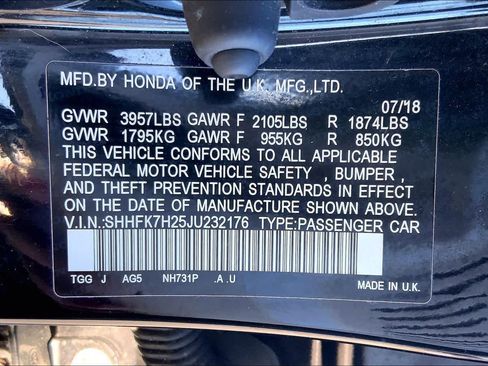 MFD.BY HONDA OF THE U.K. MFG.,LTD.
07/18
GVWR 3957LBS GAWR F 2105LBS R 1874LBS
GVWR 1795KG GAWR F 955KG R 850KG
THIS VEHICLE CONFORMS TO ALL APPLICABLE
FEDERAL MOTOR VEHICLE SAFETY , BUMPER ,
AND THEFT PREVENTION STANDARDS IN EFFECT
ON THE DATE OF MANUFACTURE SHOWN ABOVE.
V.I.N.:SHHFK7H25JU232176 TYPE:PASSENGER CAR
TGG J AG5 NH731P .A .U MADE IN U.K.